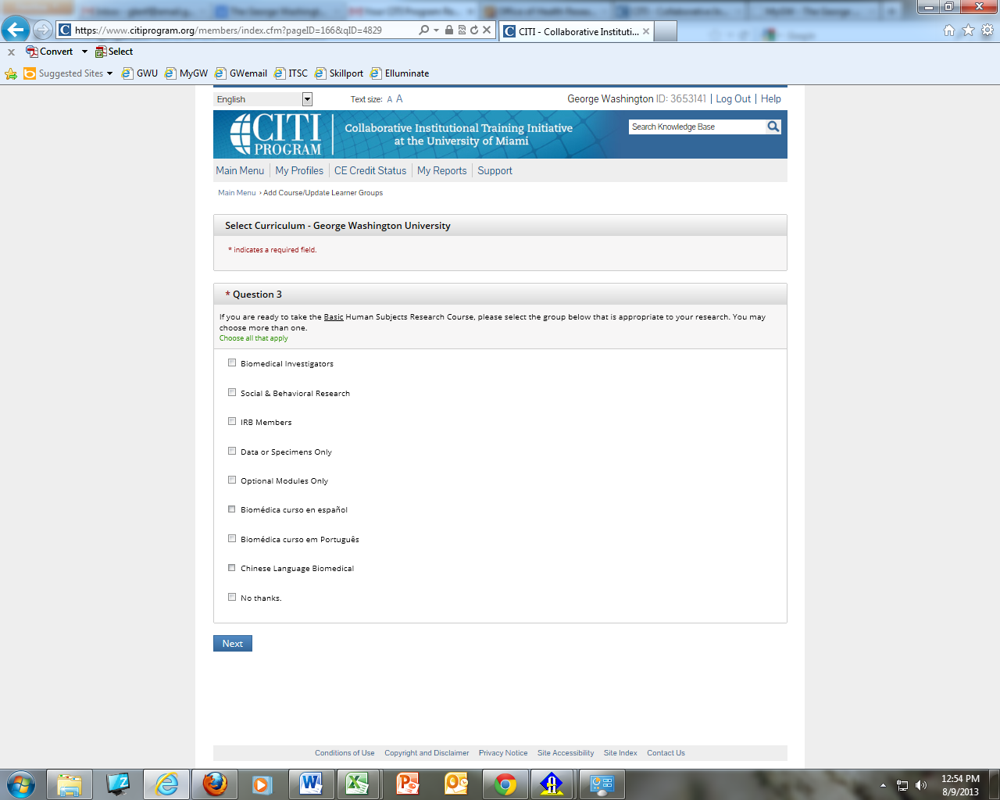 https://www.citiprogram.org/members/index.cfm?pageID=166&qID=4829
CITI - Collaborative Instituti...
x Convert Select
Suggested Sites GWU MyGW GWemail ITSC Skillport Elluminate
English Text size: A A George Washington ID: 3653141 | Log Out | Help
CITI PROGRAM
Collaborative Institutional Training Initiative
at the University of Miami
Search Knowledge Base
Main Menu My Profiles CE Credit Status My Reports Support
Main Menu › Add Course/Update Learner Groups
Select Curriculum - George Washington University
* indicates a required field.
* Question 3
If you are ready to take the Basic Human Subjects Research Course, please select the group below that is appropriate to your research. You may
choose more than one.
Choose all that apply
Biomedical Investigators
Social & Behavioral Research
IRB Members
Data or Specimens Only
Optional Modules Only
Biomédica curso en español
Biomédica curso em Português
Chinese Language Biomedical
No thanks.
Next
Conditions of Use Copyright and Disclaimer Privacy Notice Site Accessibility Site Index Contact Us
12:54 PM
8/9/2013